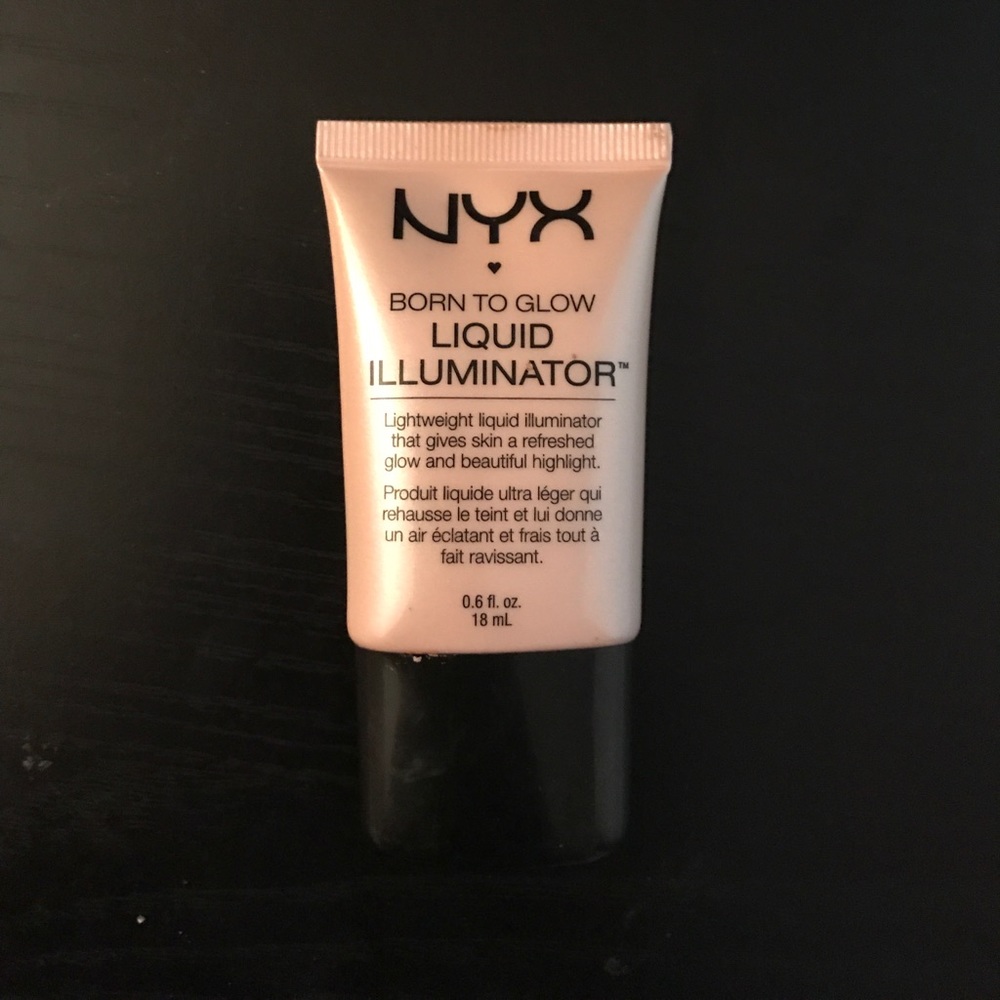 NYX
BORN TO GLOW
LIQUID
ILLUMINATOR™
Lightweight liquid illuminator
that gives skin a refreshed
glow and beautiful highlight.
Produit liquide ultra léger qui
rehausse le teint et lui donne
un air éclatant et frais tout à
fait ravissant.
0.6 fl. oz.
18 mL